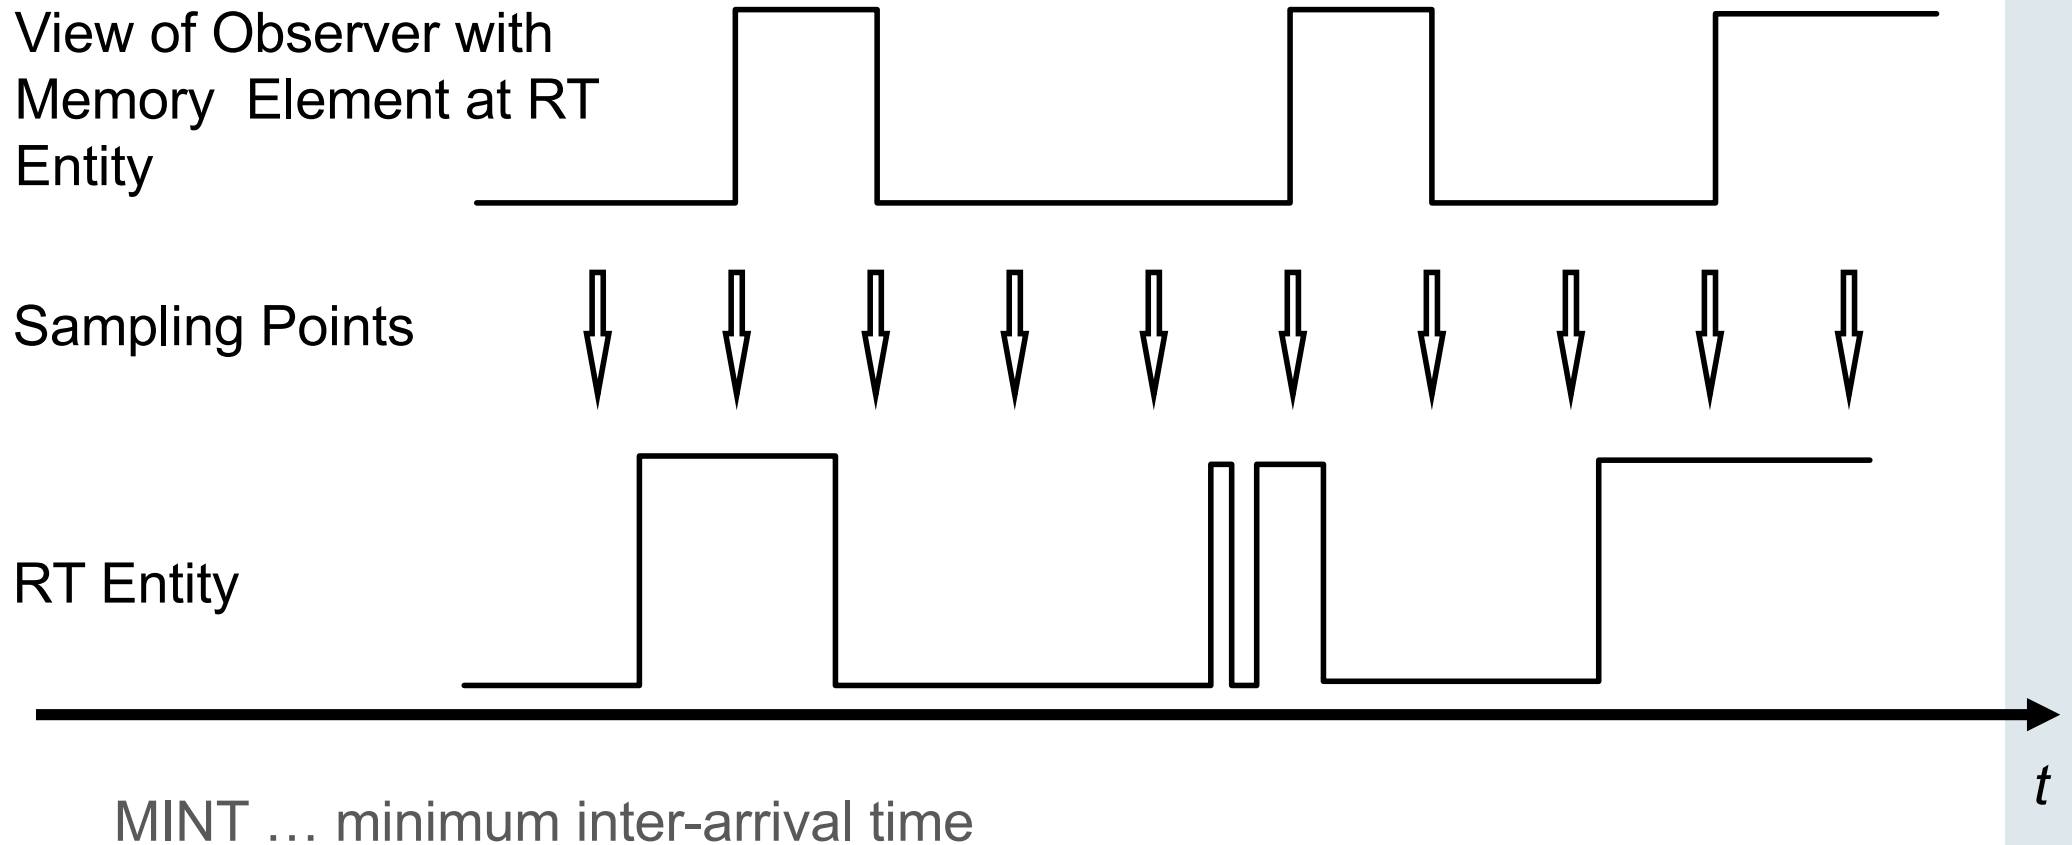 View of Observer with
Memory  Element at RT
Entity
Sampling Points
RT Entity
t
MINT … minimum inter-arrival time